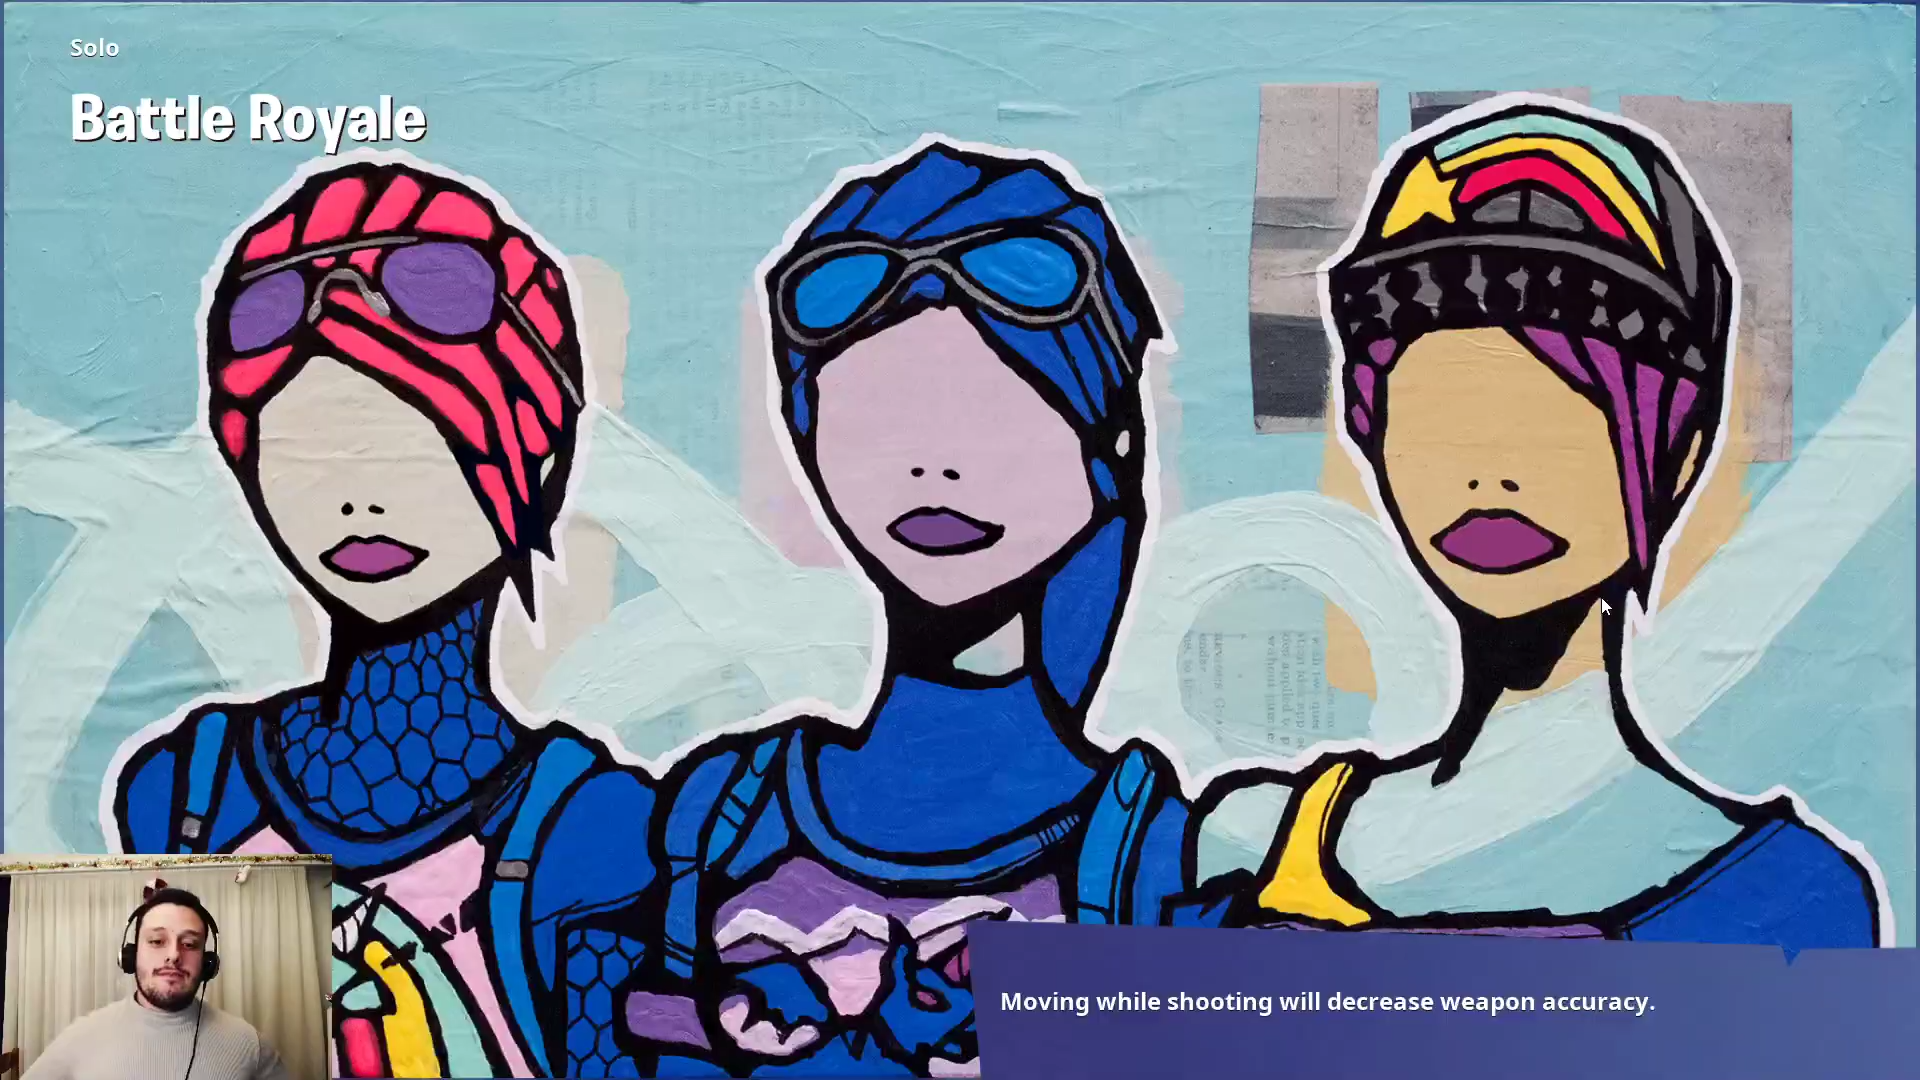 Solo
Battle Royale
Moving while shooting will decrease weapon accuracy.